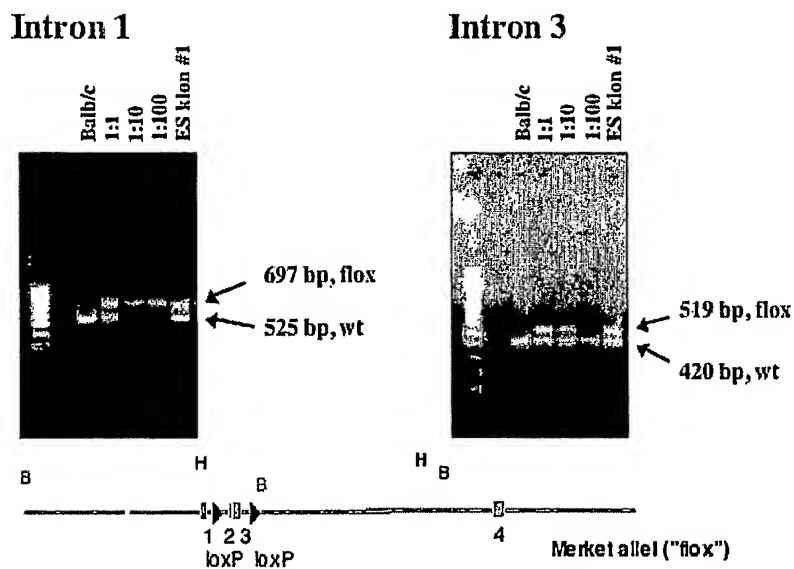 Intron 1
Balb/c
1:1
1:10
1:100
ES klon #1
697 bp, flox
525 bp, wt
Intron 3
Balb/c
1:1
1:10
1:100
ES klon #1
519 bp, flox
420 bp, wt
B H B H B
1 2 3 4
loxP loxP
Merket allel ("flox")